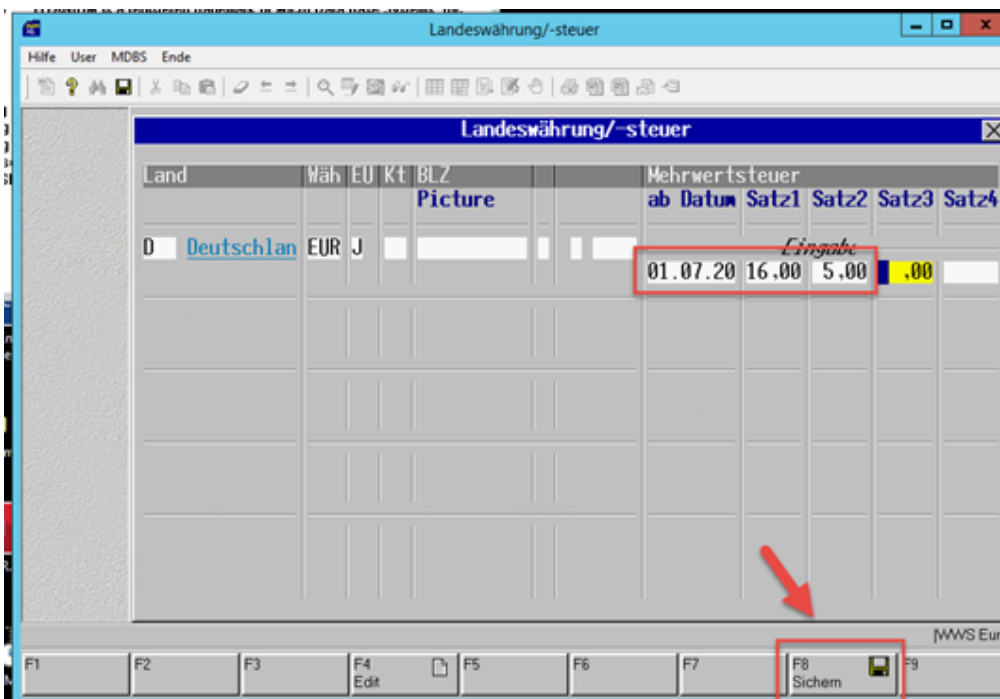 Landeswährung/-steuer
Hilfe User MDBS Ende
Landeswährung/-steuer
Land Wäh EU Kt BLZ Mehrwertsteuer
Picture ab Datum Satz1 Satz2 Satz3 Satz4
D Deutschlan EUR J Eingabe
01.07.20 16,00 5,00 ,00
WWS Eur
F1 F2 F3 F4 F5 F6 F7 F8 F9
Edit Sichern